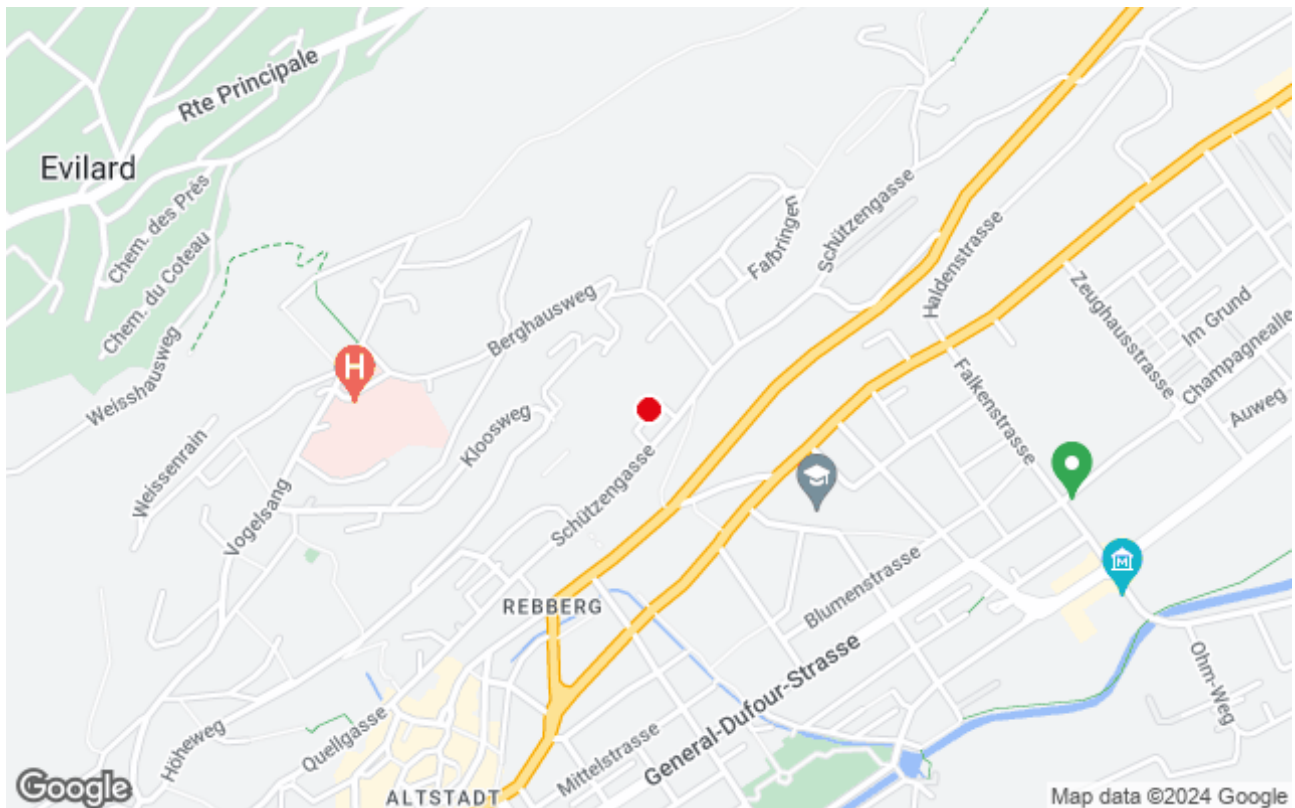 Rte Principale
Evilard
Chem. des Prés
Chem. du Coteau
Weisshausweg
Berghausweg
Falbringen
Schützengasse
Haldenstrasse
Zeughausstrasse
Im Grund
Champagnealle
Auweg
Falkenstrasse
H
Kloosweg
Weissenrain
Vogelsang
Schützengasse
Blumenstrasse
REBBERG
M
General-Dufour-Strasse
Ohm-Weg
Höheweg
Quellgasse
Mittelstrasse
ALTSTADT
Google
Map data ©2024 Google